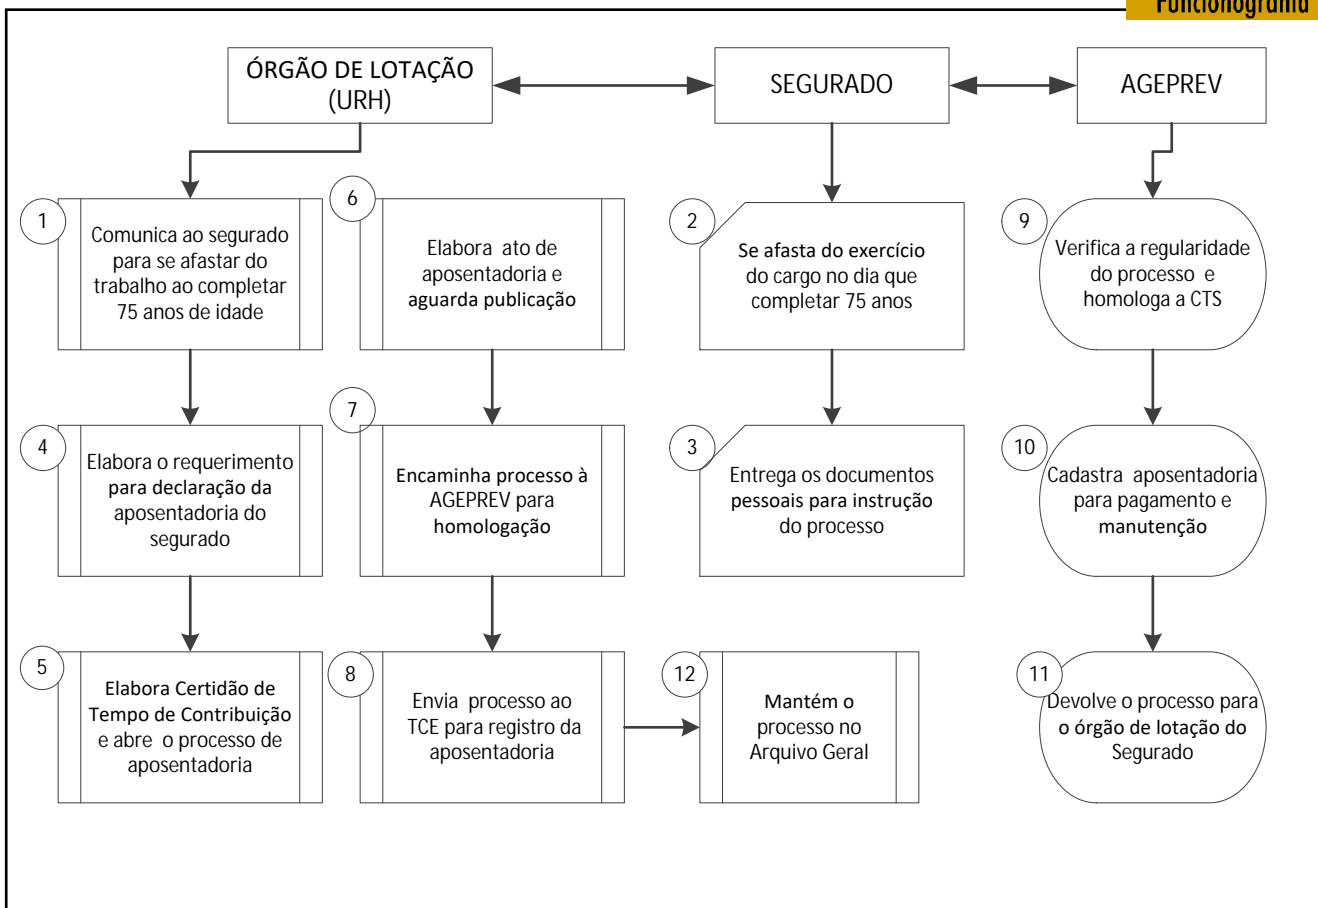 Funcionograma
ÓRGÃO DE LOTAÇÃO
(URH)
SEGURADO
AGEPREV
1
Comunica ao segurado
para se afastar do
trabalho ao completar
75 anos de idade
6
Elabora ato de
aposentadoria e
aguarda publicação
2
Se afasta do exercício
do cargo no dia que
completar 75 anos
9
Verifica a regularidade
do processo e
homologa a CTS
4
Elabora o requerimento
para declaração da
aposentadoria do
segurado
7
Encaminha processo à
AGEPREV para
homologação
3
Entrega os documentos
pessoais para instrução
do processo
10
Cadastra aposentadoria
para pagamento e
manutenção
5
Elabora Certidão de
Tempo de Contribuição
e abre o processo de
aposentadoria
8
Envia processo ao
TCE para registro da
aposentadoria
12
Mantém o
processo no
Arquivo Geral
11
Devolve o processo para
o órgão de lotação do
Segurado